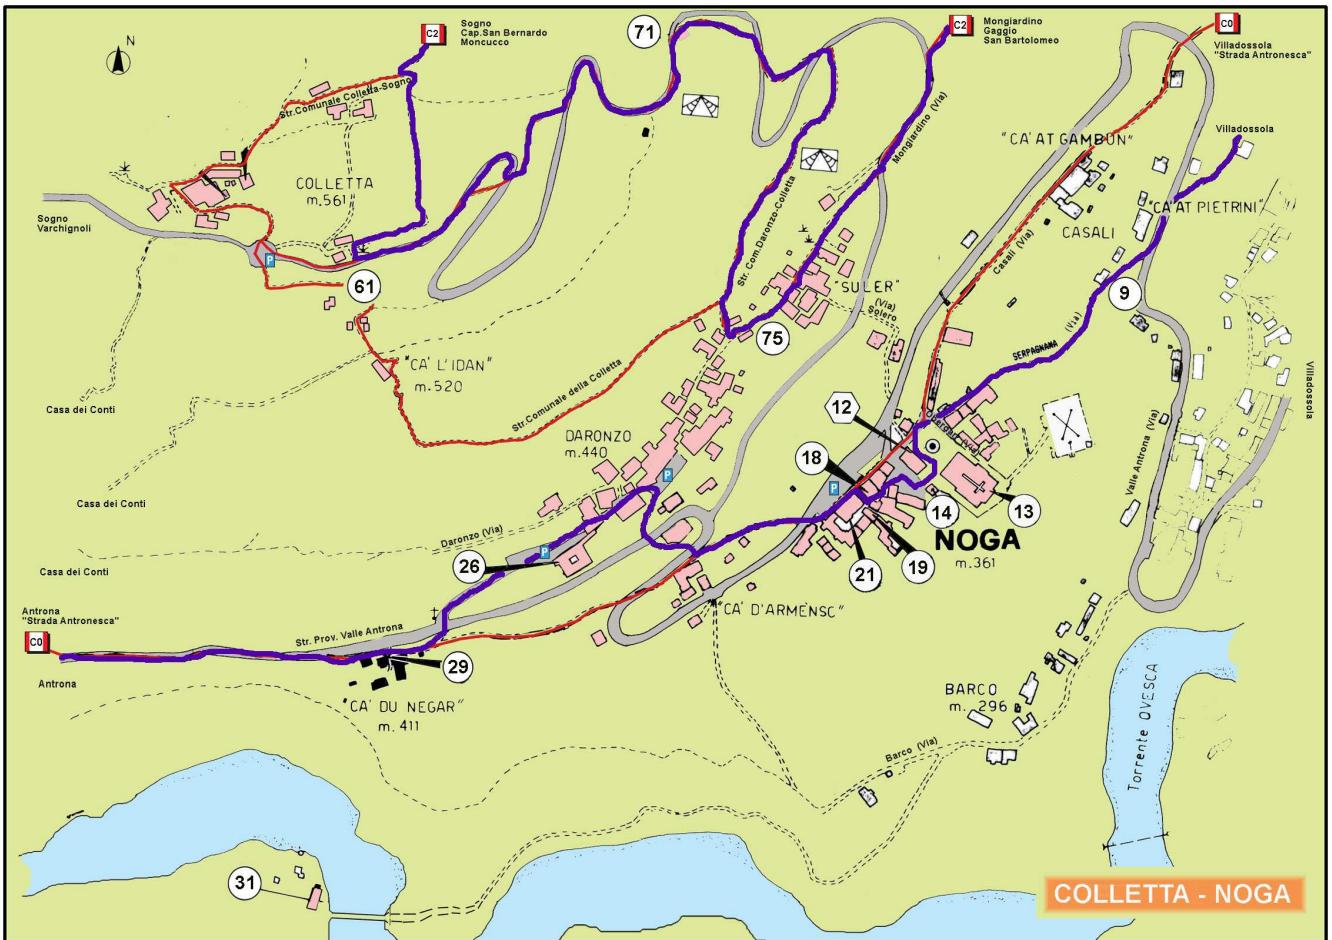 N
C2
Sogno
Cap.San Bernardo
Moncucco
71
C2
Mongiardino
Gaggio
San Bartolomeo
C0
Villadossola
"Strada Antronesca"
Str.Comunale Colletta-Sogno
Mongiardino (Via)
"CA' AT GAMBUN"
Villadossola
COLLETTA
m.561
Sogno
Varchignoli
P
61
Str. Com.Daronzo-Colletta
"CA' AT PIETRINI"
CASALI
Casali (Via)
"SULER"
(Via)
Solero
75
9
SERPAGNANA (Via)
"CA' L'IDAN"
m.520
Str.Comunale della Colletta
Casa dei Conti
Villadossola
12
DARONZO
m.440
18
P
P
Valle Antrona (Via)
Casa dei Conti
14
13
NOGA
m.361
Daronzo (Via)
P
26
21
19
Casa dei Conti
Antrona
"Strada Antronesca"
C0
Str. Prov. Valle Antrona
"CA' D'ARMENSC"
29
Antrona
"CA' DU NEGAR"
m. 411
BARCO
m. 296
Barco (Via)
Torrente OVESCA
31
COLLETTA - NOGA